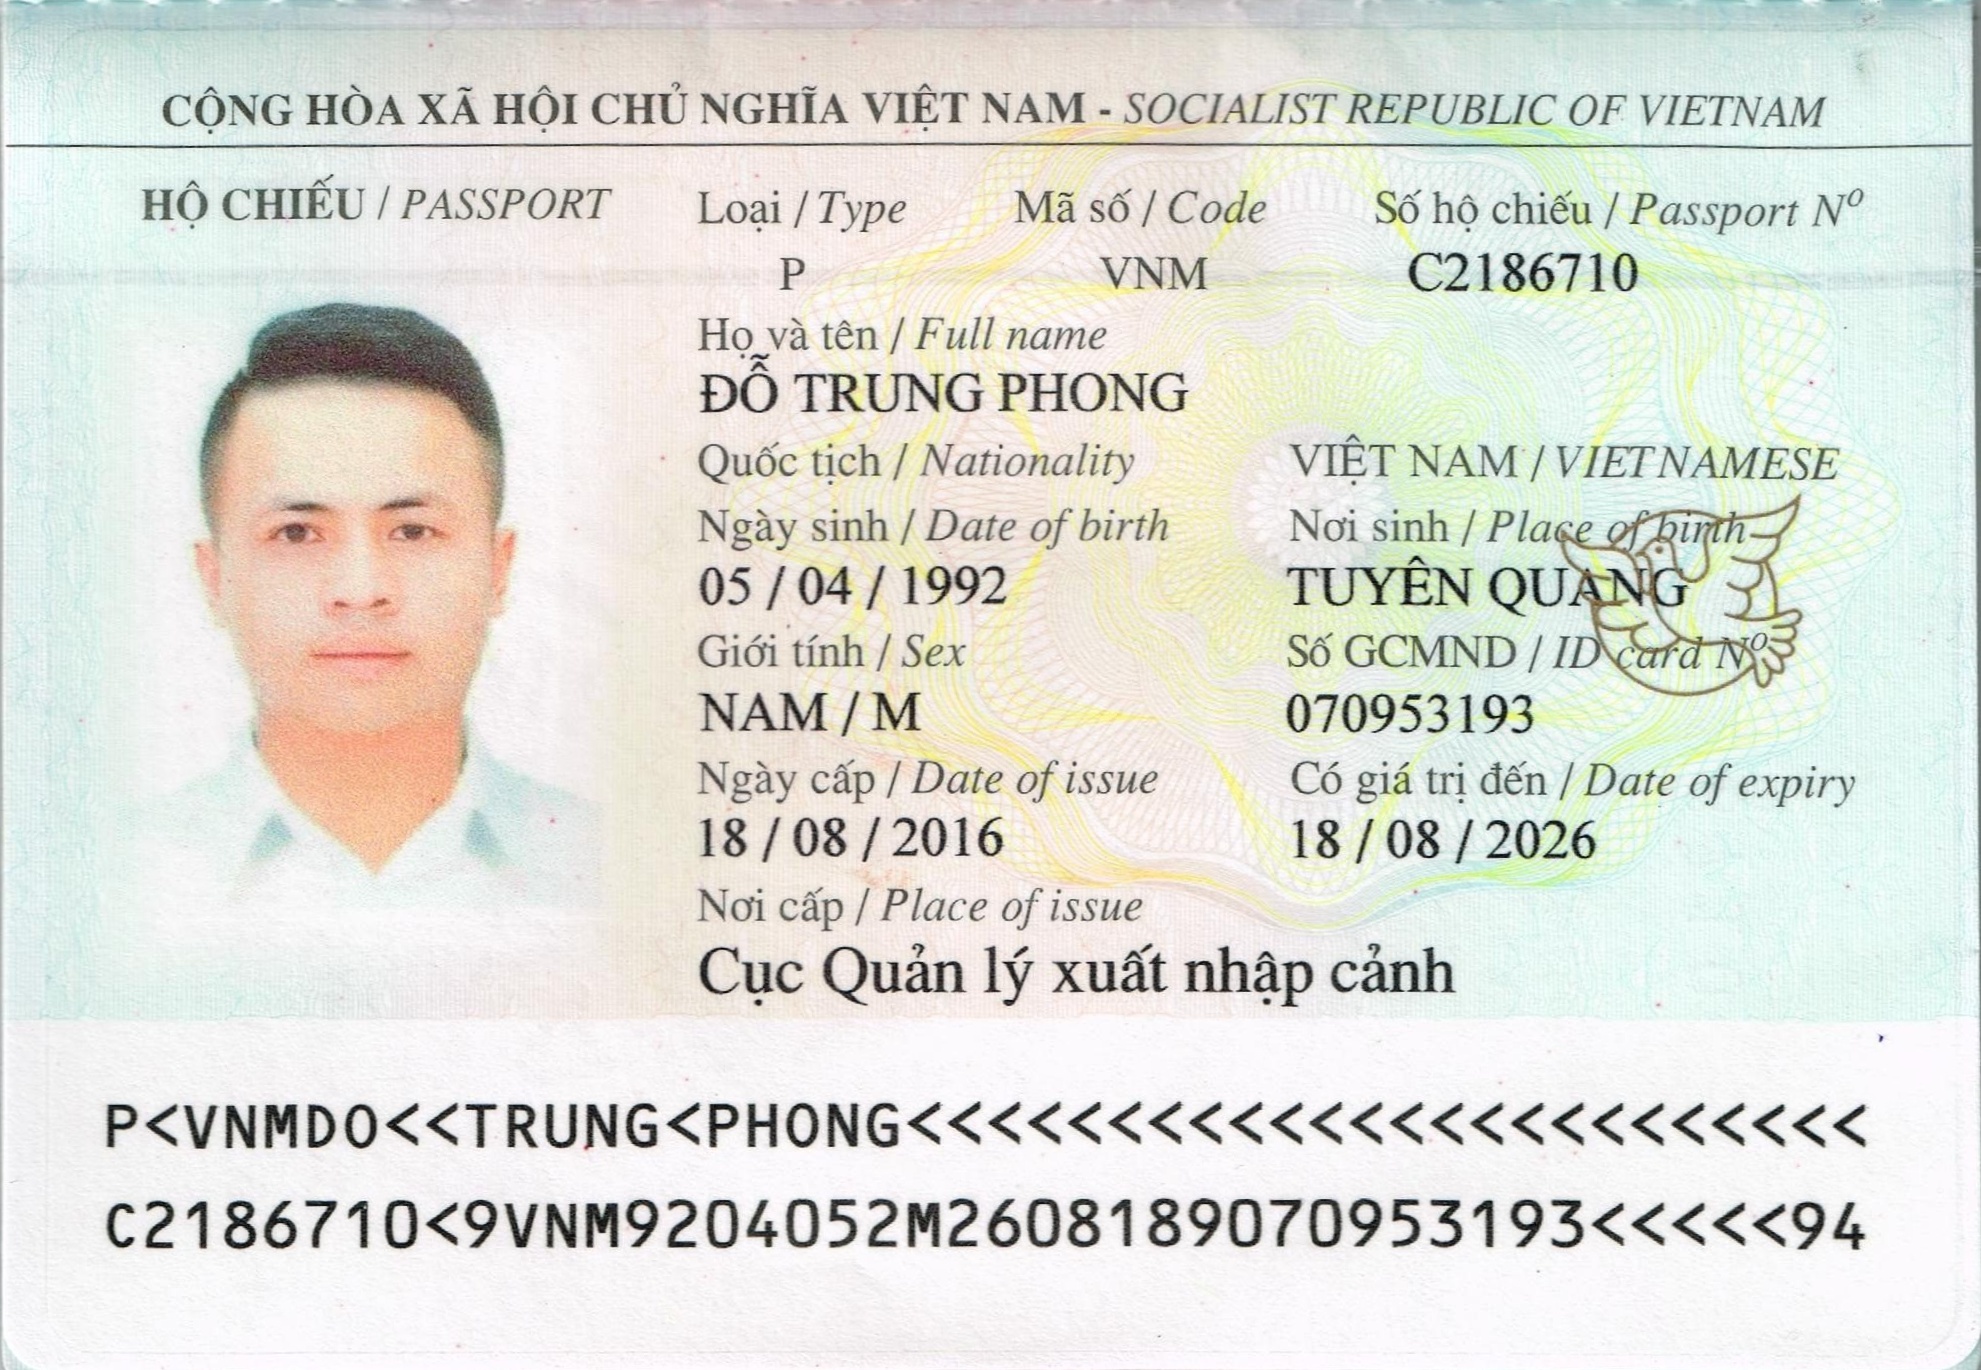 CỘNG HÒA XÃ HỘI CHỦ NGHĨA VIỆT NAM - SOCIALIST REPUBLIC OF VIETNAM
HỘ CHIẾU / PASSPORT
Loại / Type Mã số / Code Số hộ chiếu / Passport Nº
P VNM C2186710
Họ và tên / Full name
ĐỖ TRUNG PHONG
Quốc tịch / Nationality VIỆT NAM / VIETNAMESE
Ngày sinh / Date of birth Nơi sinh / Place of birth
05 / 04 / 1992 TUYÊN QUANG
Giới tính / Sex Số GCMND / ID card Nº
NAM / M 070953193
Ngày cấp / Date of issue Có giá trị đến / Date of expiry
18 / 08 / 2016 18 / 08 / 2026
Nơi cấp / Place of issue
Cục Quản lý xuất nhập cảnh
P<VNMDO<<TRUNG<PHONG<<<<<<<<<<<<<<<<<<<<<<<<
C2186710<9VNM9204052M2608189070953193<<<<<94